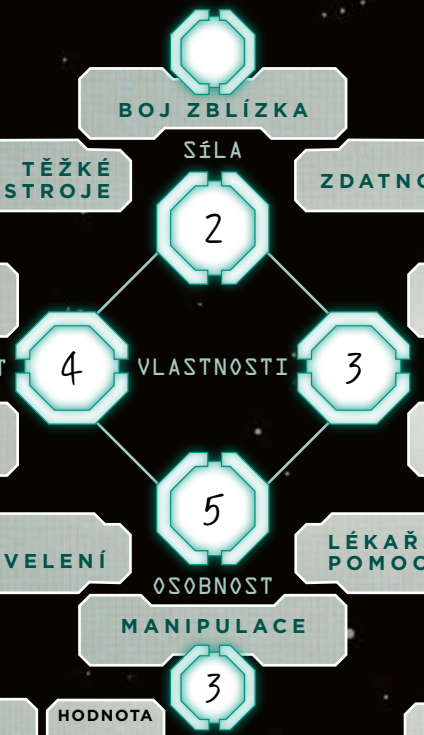 BOJ ZBLÍZKA
SÍLA
TĚŽKÉ
STROJE
ZDATNO
2
4
VLASTNOSTI
3
T
5
VELENÍ
LÉKAŘ
POMOC
OSOBNOST
MANIPULACE
3
HODNOTA